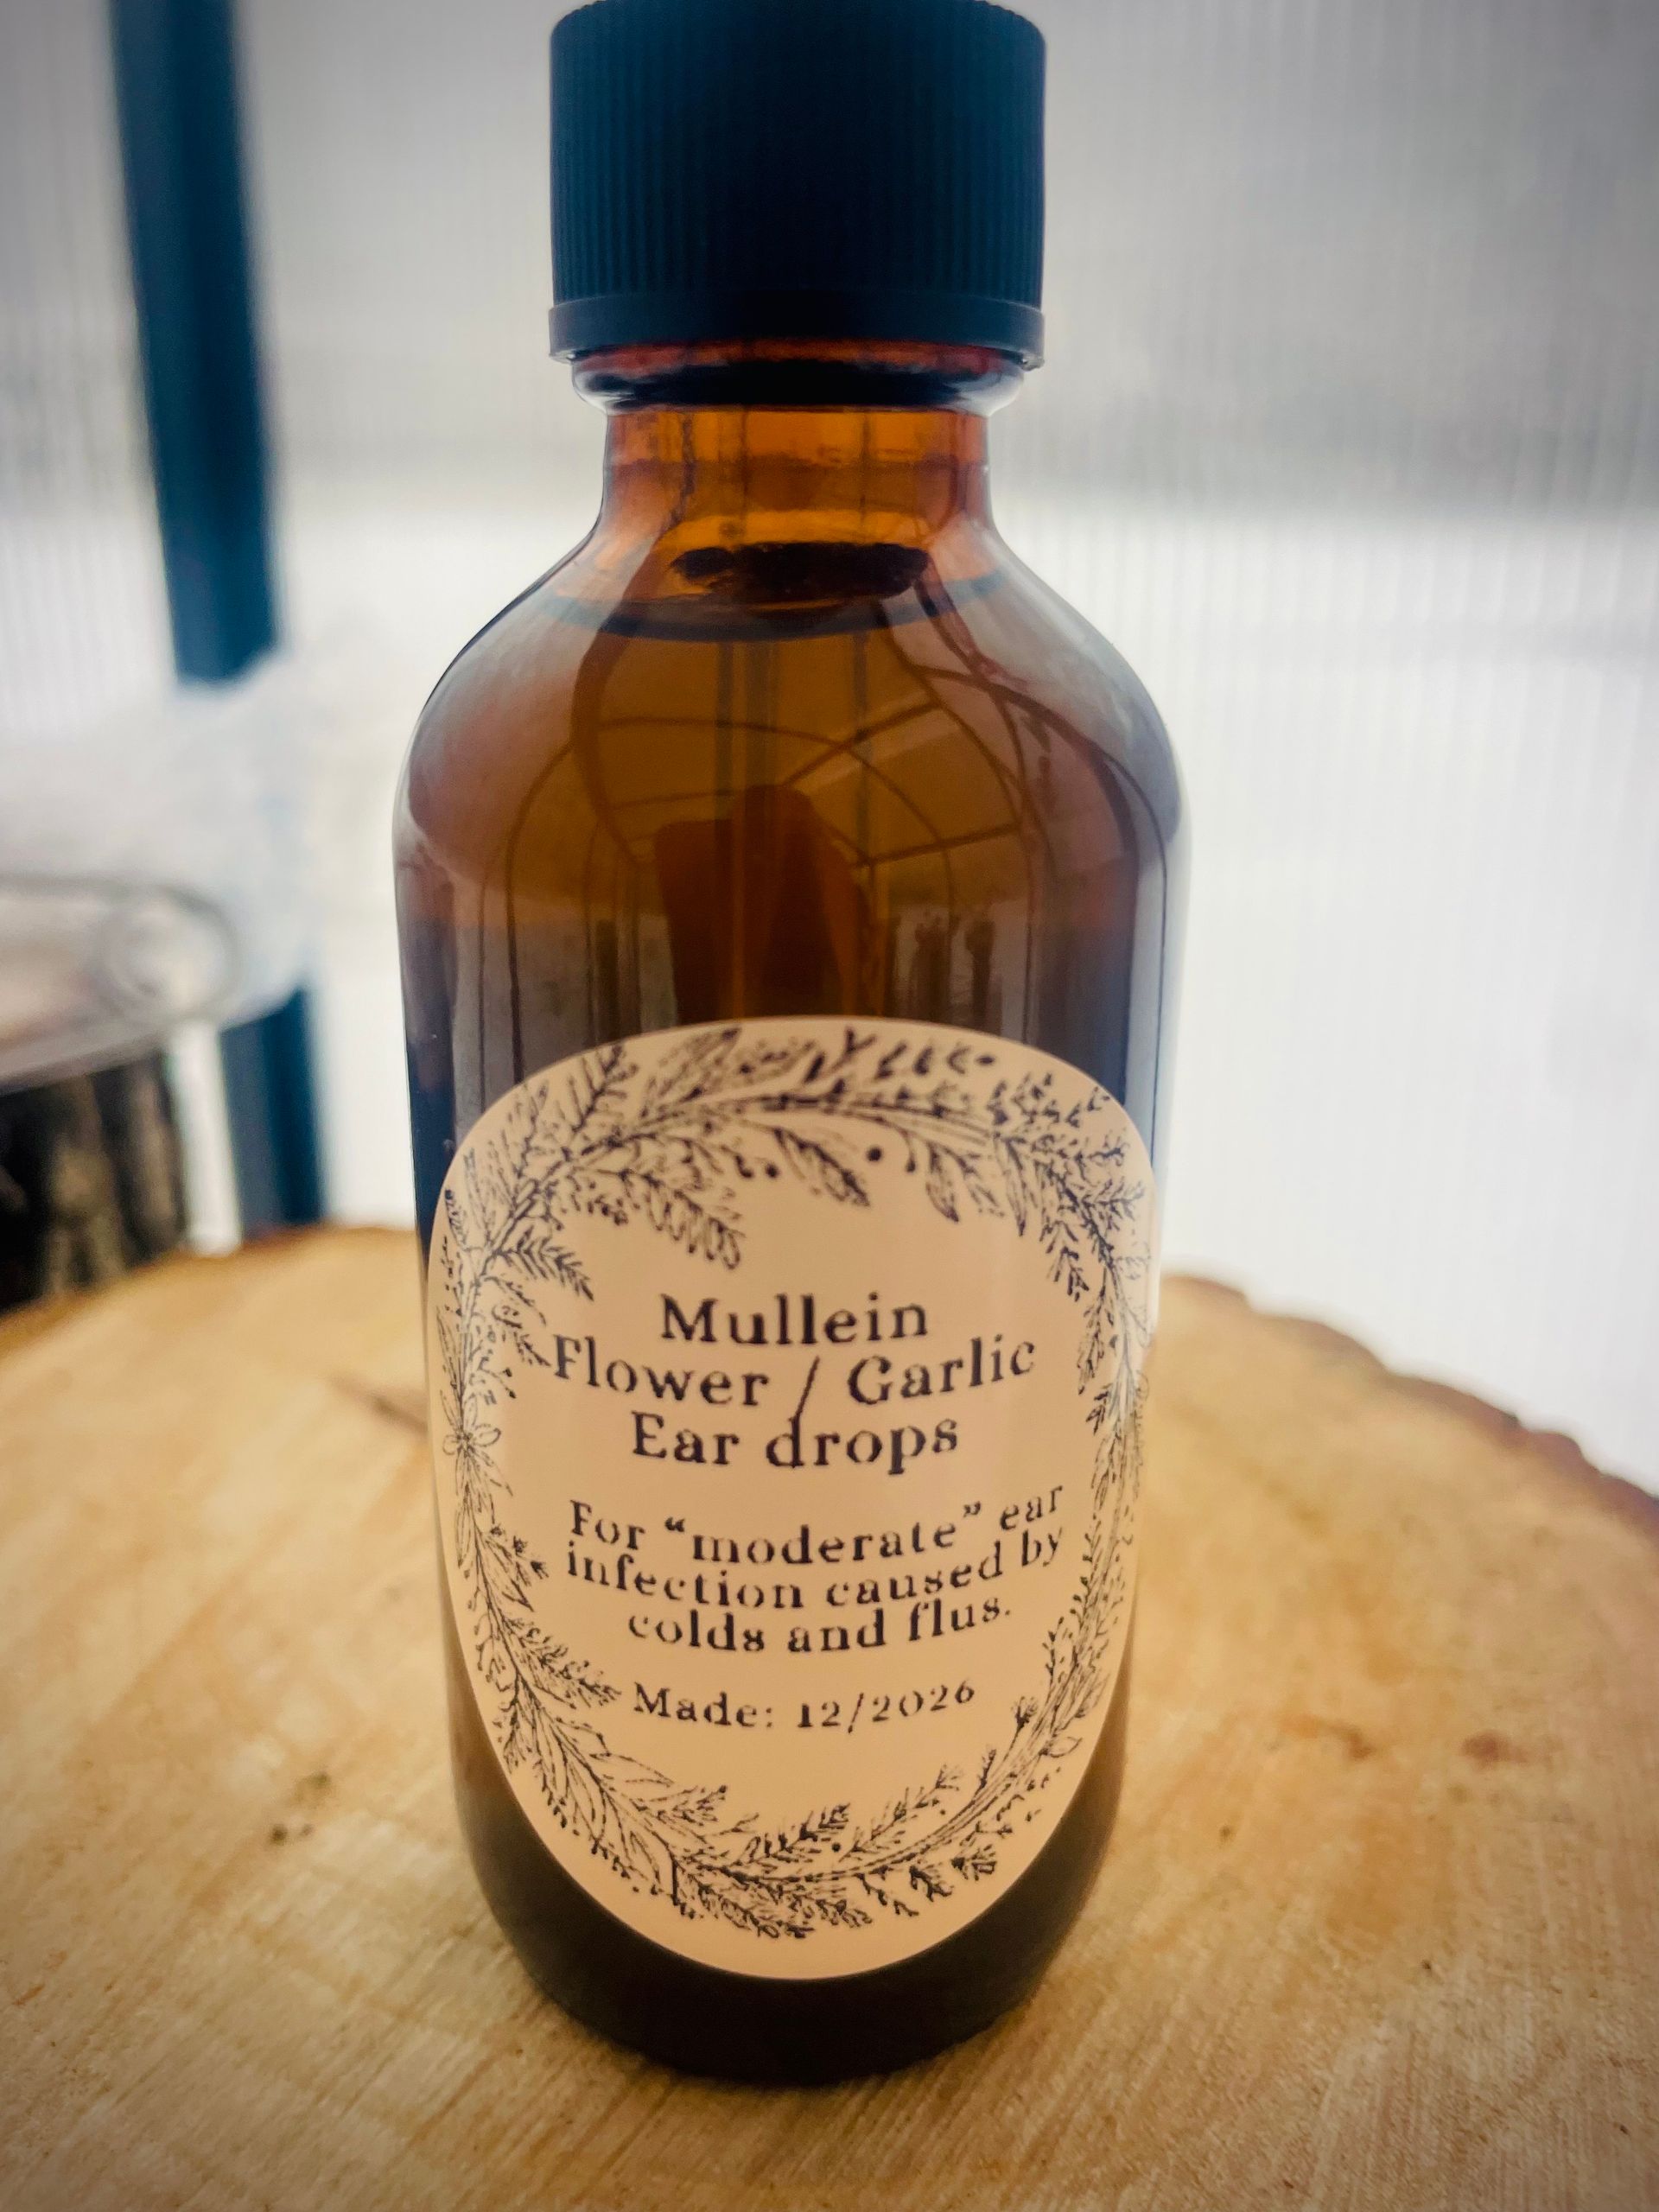 Mullein
Flower / Garlic
Ear drops
For “moderate” ear
infection caused by
colds and flus.
Made: 12/2026